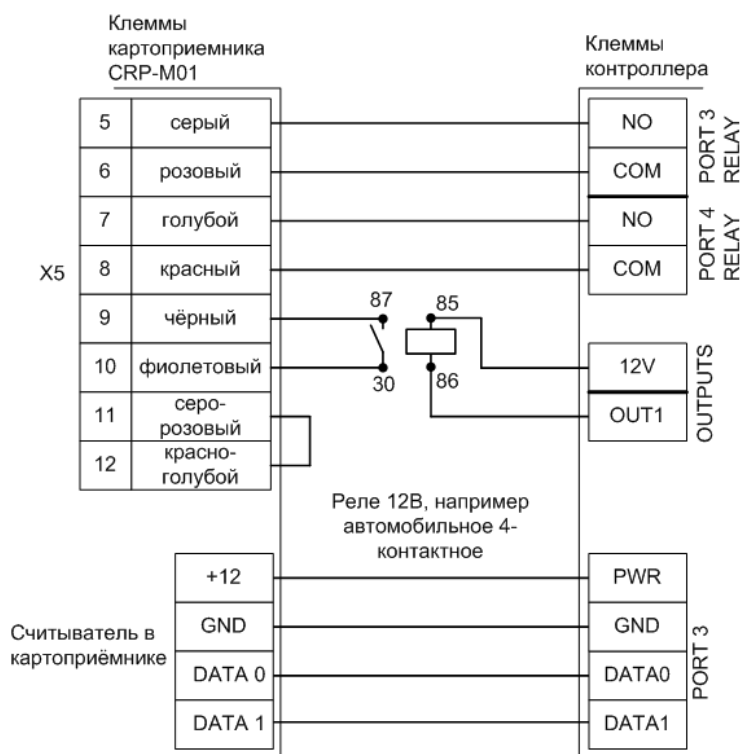 Клеммы
картоприемника
CRP-M01
Клеммы
контроллера
X5
5 серый
6 розовый
7 голубой
8 красный
9 чёрный
10 фиолетовый
11 серо-
розовый
12 красно-
голубой
NO
COM
PORT 3
RELAY
NO
COM
PORT 4
RELAY
87
30
85
86
12V
OUT1
OUTPUTS
Реле 12В, например
автомобильное 4-
контактное
Считыватель в
картоприёмнике
+12
GND
DATA 0
DATA 1
PWR
GND
DATA0
DATA1
PORT 3